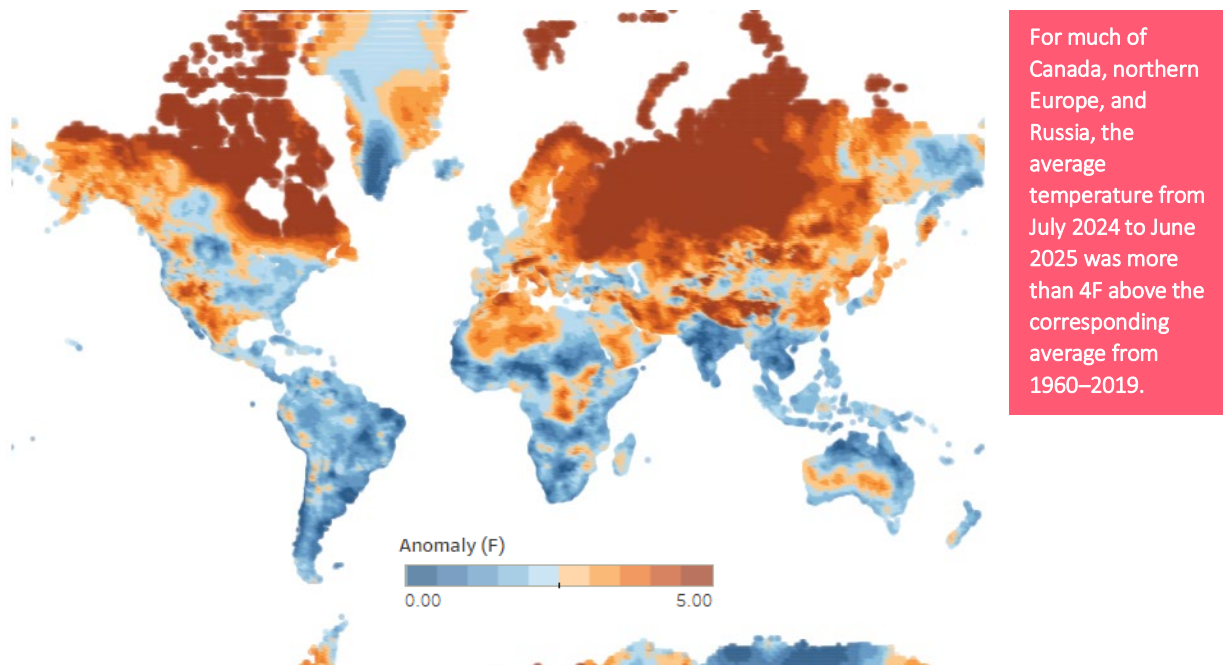 For much of
Canada, northern
Europe, and
Russia, the
average
temperature from
July 2024 to June
2025 was more
than 4F above the
corresponding
average from
1960–2019.
Anomaly (F)
0.00 5.00